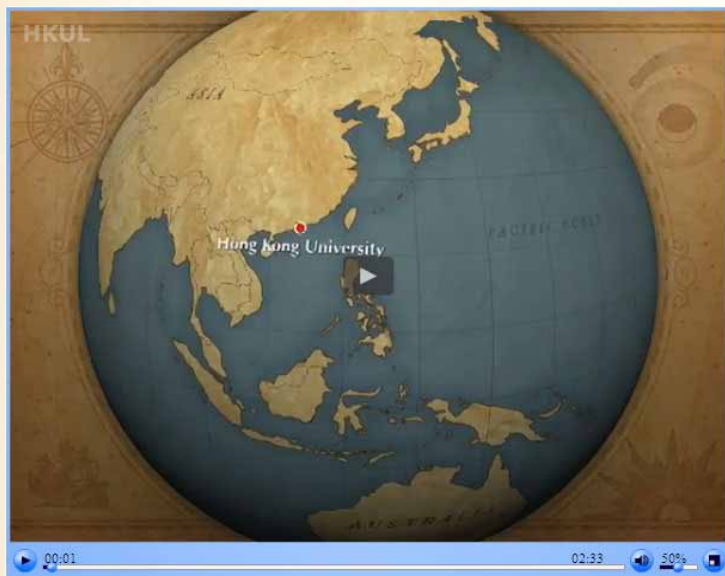 HKUL
ASIA
Hong Kong University
PACIFIC OCEAN
AUSTRALIA
00:01
02:33
50%